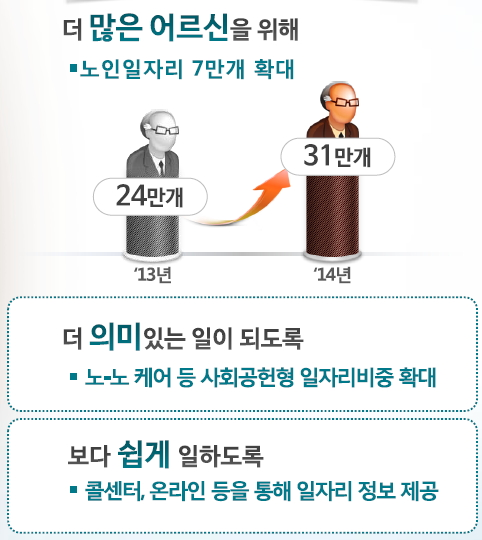 더 많은 어르신을 위해
▪노인일자리 7만개 확대
31만개
24만개
‘13년 ‘14년
더 의미있는 일이 되도록
▪ 노-노 케어 등 사회공헌형 일자리비중 확대
보다 쉽게 일하도록
▪ 콜센터, 온라인 등을 통해 일자리 정보 제공